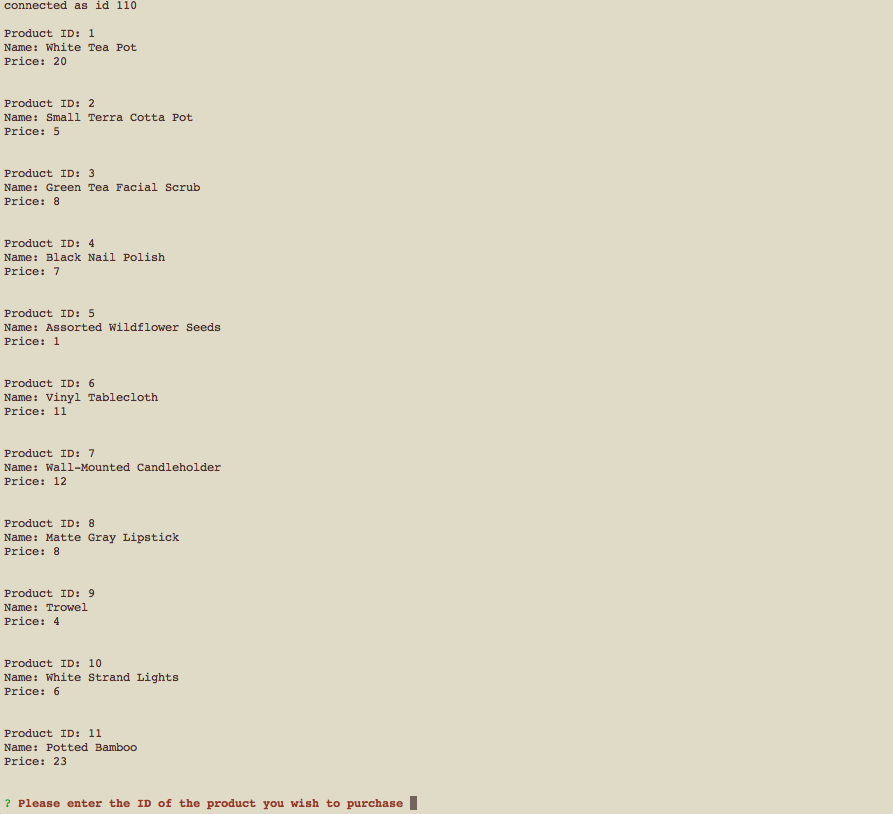 connected as id 110
Product ID: 1
Name: White Tea Pot
Price: 20
Product ID: 2
Name: Small Terra Cotta Pot
Price: 5
Product ID: 3
Name: Green Tea Facial Scrub
Price: 8
Product ID: 4
Name: Black Nail Polish
Price: 7
Product ID: 5
Name: Assorted Wildflower Seeds
Price: 1
Product ID: 6
Name: Vinyl Tablecloth
Price: 11
Product ID: 7
Name: Wall-Mounted Candleholder
Price: 12
Product ID: 8
Name: Matte Gray Lipstick
Price: 8
Product ID: 9
Name: Trowel
Price: 4
Product ID: 10
Name: White Strand Lights
Price: 6
Product ID: 11
Name: Potted Bamboo
Price: 23
? Please enter the ID of the product you wish to purchase